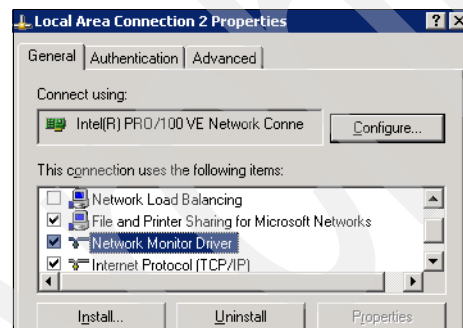 Local Area Connection 2 Properties
General Authentication Advanced
Connect using:
Intel(R) PRO/100 VE Network Conne Configure...
This connection uses the following items:
Network Load Balancing
File and Printer Sharing for Microsoft Networks
Network Monitor Driver
Internet Protocol (TCP/IP)
Install... Uninstall Properties